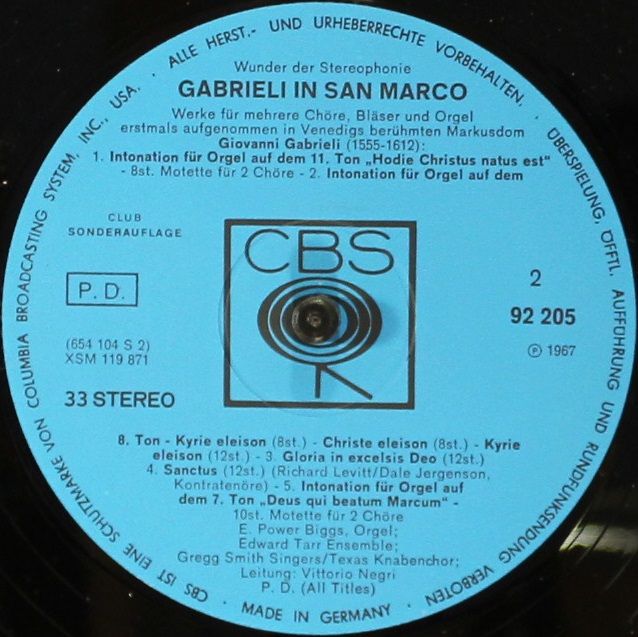 · ALLE HERST.- UND URHEBERRECHTE VORBEHALTEN. · ÜBERSPIELUNG, ÖFFTL. AUFFÜHRUNG UND RUNDFUNKSENDUNG VERBOTEN · MADE IN GERMANY · CBS IST EINE SCHUTZMARKE VON COLUMBIA BROADCASTING SYSTEM, INC., USA.
Wunder der Stereophonie
GABRIELI IN SAN MARCO
Werke für mehrere Chöre, Bläser und Orgel
erstmals aufgenommen in Venedigs berühmten Markusdom
Giovanni Gabrieli (1555-1612):
1. Intonation für Orgel auf dem 11. Ton „Hodie Christus natus est“
- 8st. Motette für 2 Chöre - 2. Intonation für Orgel auf dem
CLUB
SONDERAUFLAGE
CBS
P. D.
2
92 205
(654 104 S 2)
XSM 119 871
℗ 1967
33 STEREO
8. Ton - Kyrie eleison (8st.) - Christe eleison (8st.) - Kyrie
eleison (12st.) - 3. Gloria in excelsis Deo (12st.)
4. Sanctus (12st.) (Richard Levitt/Dale Jergenson,
Kontratenöre) - 5. Intonation für Orgel auf
dem 7. Ton „Deus qui beatum Marcum“ -
10st. Motette für 2 Chöre
E. Power Biggs, Orgel;
Edward Tarr Ensemble;
Gregg Smith Singers/Texas Knabenchor;
Leitung: Vittorio Negri
P. D. (All Titles)